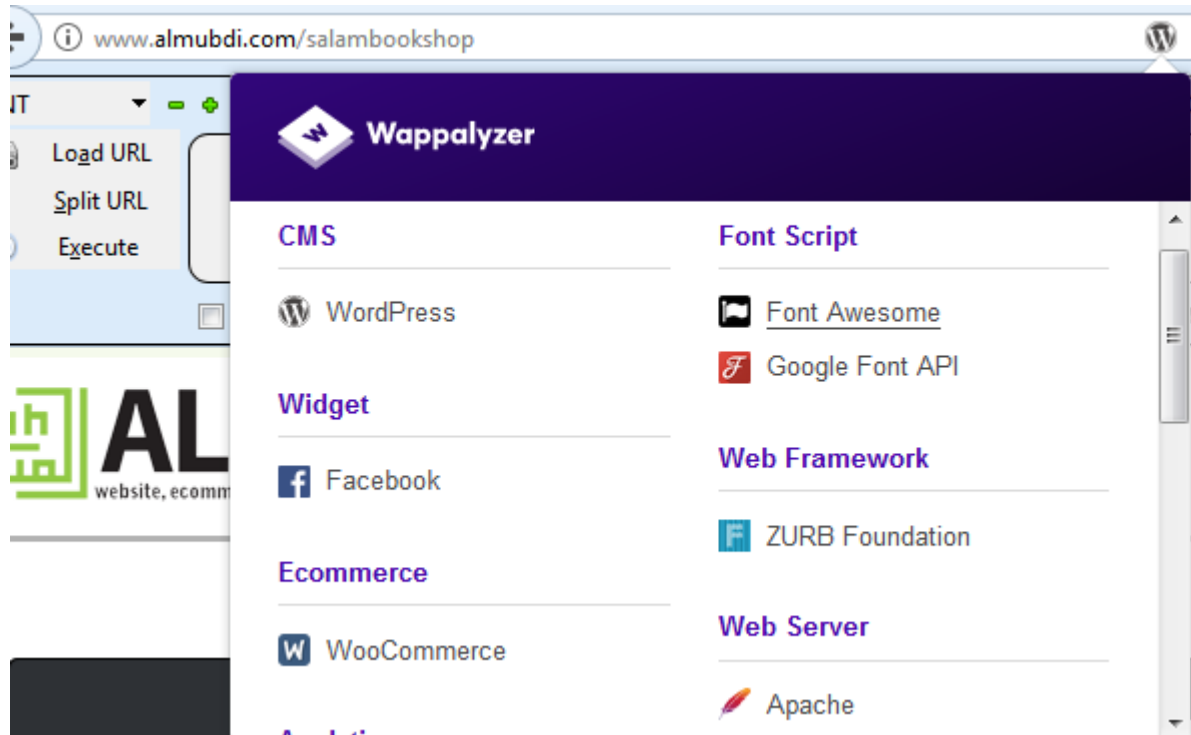 www.almubdi.com/salambookshop
Load URL
Split URL
Execute
AL
website, ecomm
Wappalyzer
CMS
WordPress
Widget
Facebook
Ecommerce
WooCommerce
Font Script
Font Awesome
Google Font API
Web Framework
ZURB Foundation
Web Server
Apache